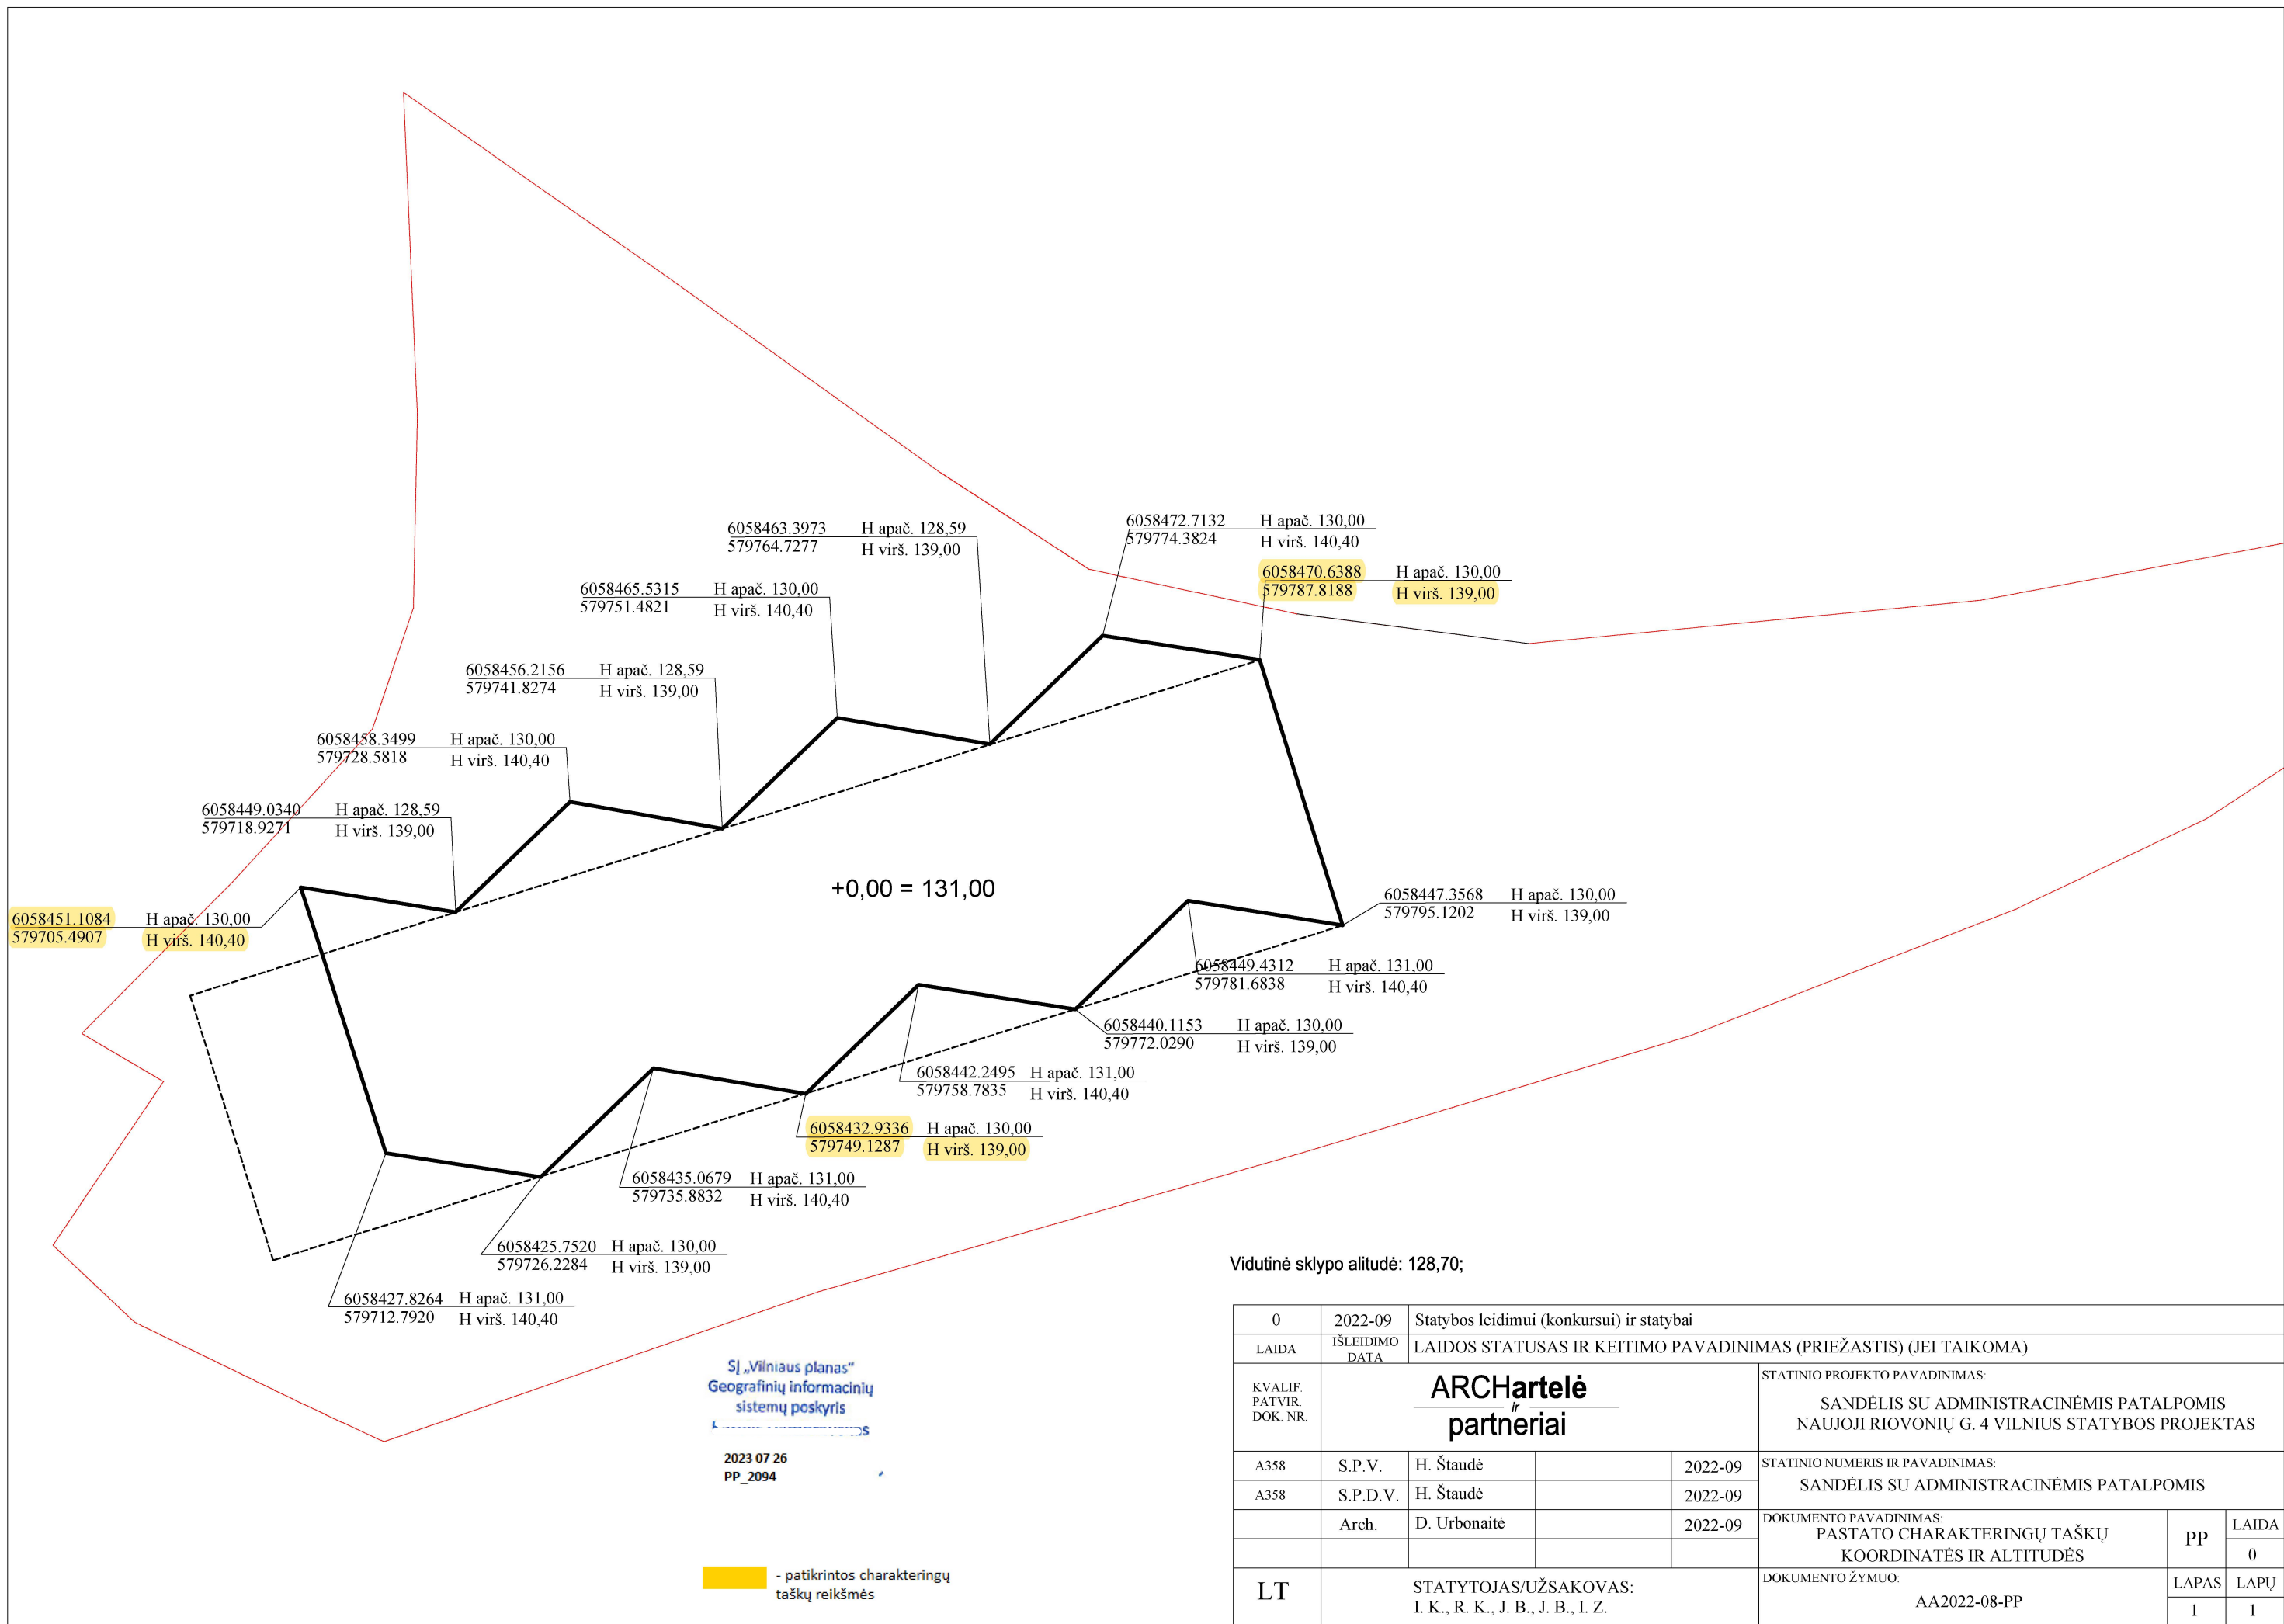 6058463.3973 H apač. 128,59
579764.7277 H virš. 139,00
6058472.7132 H apač. 130,00
579774.3824 H virš. 140,40
6058470.6388 H apač. 130,00
579787.8188 H virš. 139,00
6058465.5315 H apač. 130,00
579751.4821 H virš. 140,40
6058456.2156 H apač. 128,59
579741.8274 H virš. 139,00
6058458.3499 H apač. 130,00
579728.5818 H virš. 140,40
6058449.0340 H apač. 128,59
579718.9271 H virš. 139,00
6058451.1084 H apač. 130,00
579705.4907 H virš. 140,40
+0,00 = 131,00
6058447.3568 H apač. 130,00
579795.1202 H virš. 139,00
6058449.4312 H apač. 131,00
579781.6838 H virš. 140,40
6058440.1153 H apač. 130,00
579772.0290 H virš. 139,00
6058442.2495 H apač. 131,00
579758.7835 H virš. 140,40
6058432.9336 H apač. 130,00
579749.1287 H virš. 139,00
6058435.0679 H apač. 131,00
579735.8832 H virš. 140,40
6058425.7520 H apač. 130,00
579726.2284 H virš. 139,00
6058427.8264 H apač. 131,00
579712.7920 H virš. 140,40
SĮ „Vilniaus planas“
Geografinių informacinių
sistemų poskyris
2023 07 26
PP_2094
- patikrintos charakteringų
taškų reikšmės
Vidutinė sklypo alitudė: 128,70;
0 2022-09 Statybos leidimui (konkursui) ir statybai
LAIDA IŠLEIDIMO DATA LAIDOS STATUSAS IR KEITIMO PAVADINIMAS (PRIEŽASTIS) (JEI TAIKOMA)
KVALIF.
PATVIR.
DOK. NR.
ARCHartelė
ir
partneriai
STATINIO PROJEKTO PAVADINIMAS:
SANDĖLIS SU ADMINISTRACINĖMIS PATALPOMIS
NAUJOJI RIOVONIŲ G. 4 VILNIUS STATYBOS PROJEKTAS
A358 S.P.V. H. Štaudė 2022-09
A358 S.P.D.V. H. Štaudė 2022-09
Arch. D. Urbonaitė 2022-09
STATINIO NUMERIS IR PAVADINIMAS:
SANDĖLIS SU ADMINISTRACINĖMIS PATALPOMIS
DOKUMENTO PAVADINIMAS:
PASTATO CHARAKTERINGŲ TAŠKŲ
KOORDINATĖS IR ALTITUDĖS
PP
LAIDA
0
LT
STATYTOJAS/UŽSAKOVAS:
I. K., R. K., J. B., J. B., I. Z.
DOKUMENTO ŽYMUO:
AA2022-08-PP
LAPAS LAPŲ
1 1